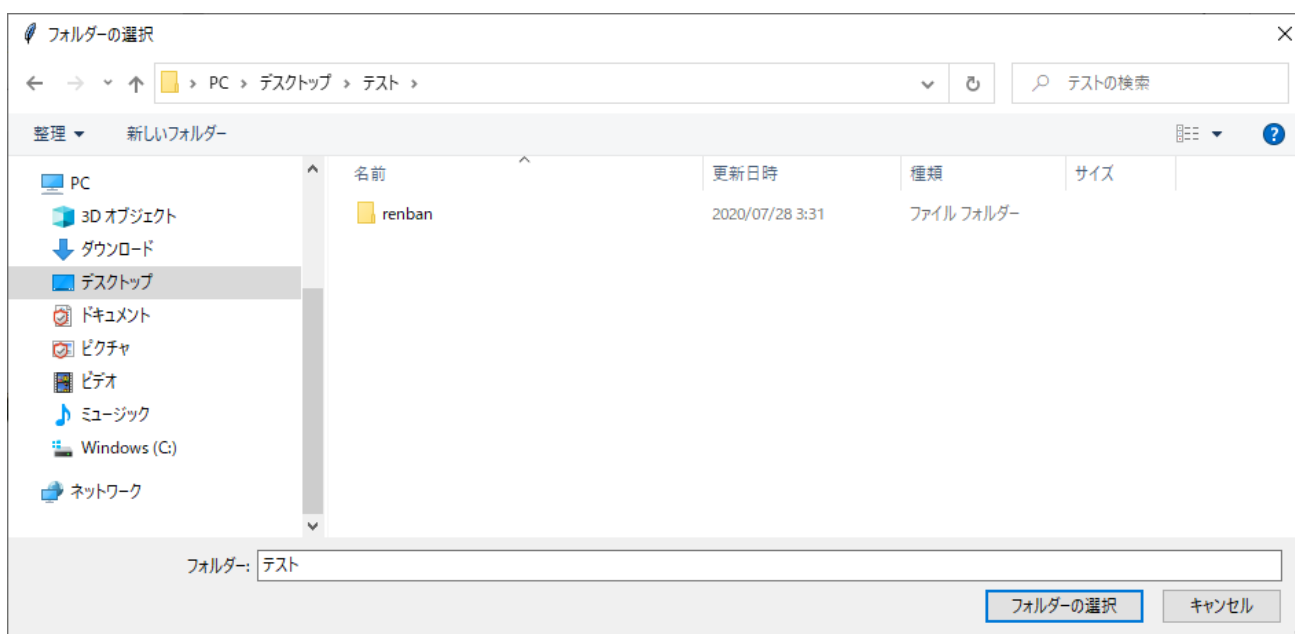 フォルダーの選択
PC › デスクトップ › テスト ›
テストの検索
整理
新しいフォルダー
名前 更新日時 種類 サイズ
renban 2020/07/28 3:31 ファイル フォルダー
PC
3D オブジェクト
ダウンロード
デスクトップ
ドキュメント
ピクチャ
ビデオ
ミュージック
Windows (C:)
ネットワーク
フォルダー: テスト
フォルダーの選択 キャンセル